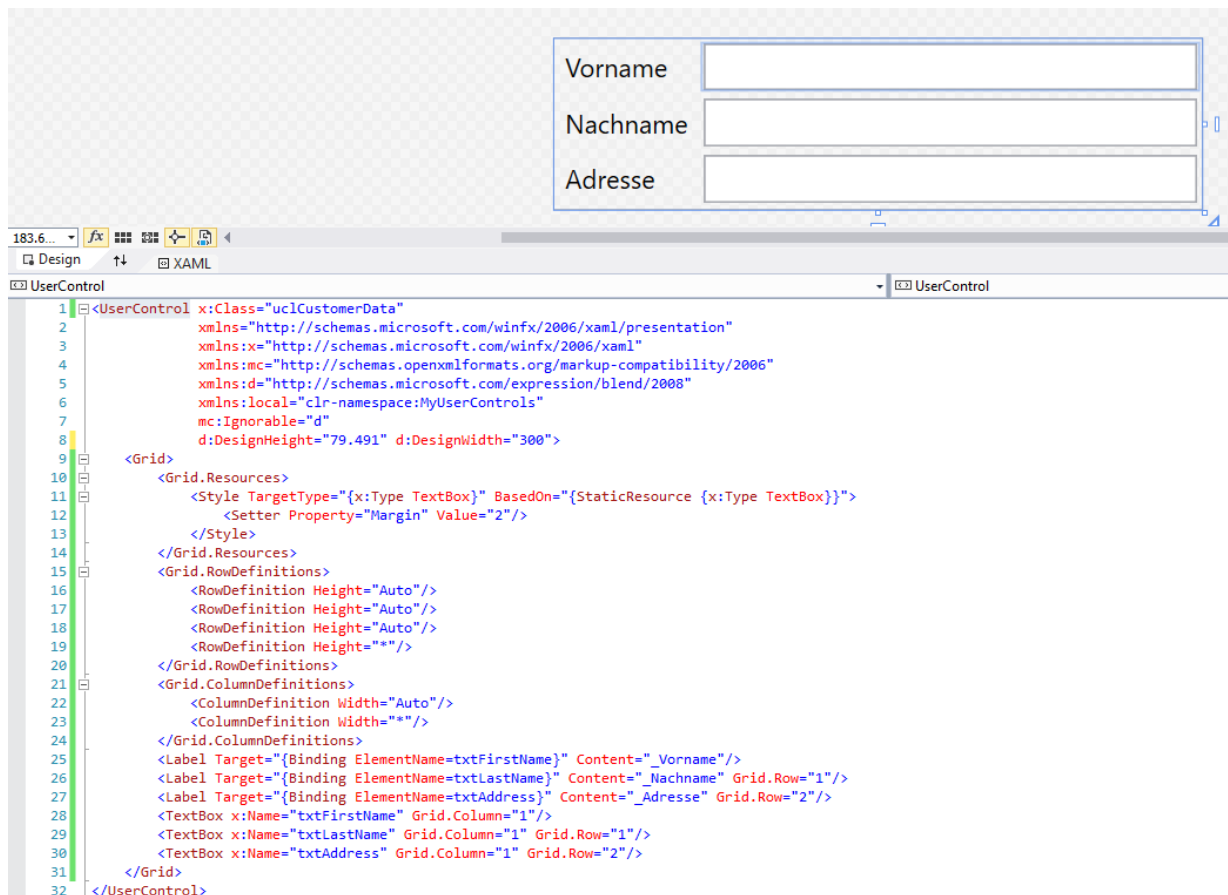 Vorname
Nachname
Adresse
183.6...
fx
Design
XAML
UserControl
UserControl
1 <UserControl x:Class="uclCustomerData"
2 xmlns="http://schemas.microsoft.com/winfx/2006/xaml/presentation"
3 xmlns:x="http://schemas.microsoft.com/winfx/2006/xaml"
4 xmlns:mc="http://schemas.openxmlformats.org/markup-compatibility/2006"
5 xmlns:d="http://schemas.microsoft.com/expression/blend/2008"
6 xmlns:local="clr-namespace:MyUserControls"
7 mc:Ignorable="d"
8 d:DesignHeight="79.491" d:DesignWidth="300">
9 <Grid>
10 <Grid.Resources>
11 <Style TargetType="{x:Type TextBox}" BasedOn="{StaticResource {x:Type TextBox}}">
12 <Setter Property="Margin" Value="2"/>
13 </Style>
14 </Grid.Resources>
15 <Grid.RowDefinitions>
16 <RowDefinition Height="Auto"/>
17 <RowDefinition Height="Auto"/>
18 <RowDefinition Height="Auto"/>
19 <RowDefinition Height="*"/>
20 </Grid.RowDefinitions>
21 <Grid.ColumnDefinitions>
22 <ColumnDefinition Width="Auto"/>
23 <ColumnDefinition Width="*"/>
24 </Grid.ColumnDefinitions>
25 <Label Target="{Binding ElementName=txtFirstName}" Content="_Vorname"/>
26 <Label Target="{Binding ElementName=txtLastName}" Content="_Nachname" Grid.Row="1"/>
27 <Label Target="{Binding ElementName=txtAddress}" Content="_Adresse" Grid.Row="2"/>
28 <TextBox x:Name="txtFirstName" Grid.Column="1"/>
29 <TextBox x:Name="txtLastName" Grid.Column="1" Grid.Row="1"/>
30 <TextBox x:Name="txtAddress" Grid.Column="1" Grid.Row="2"/>
31 </Grid>
32 </UserControl>